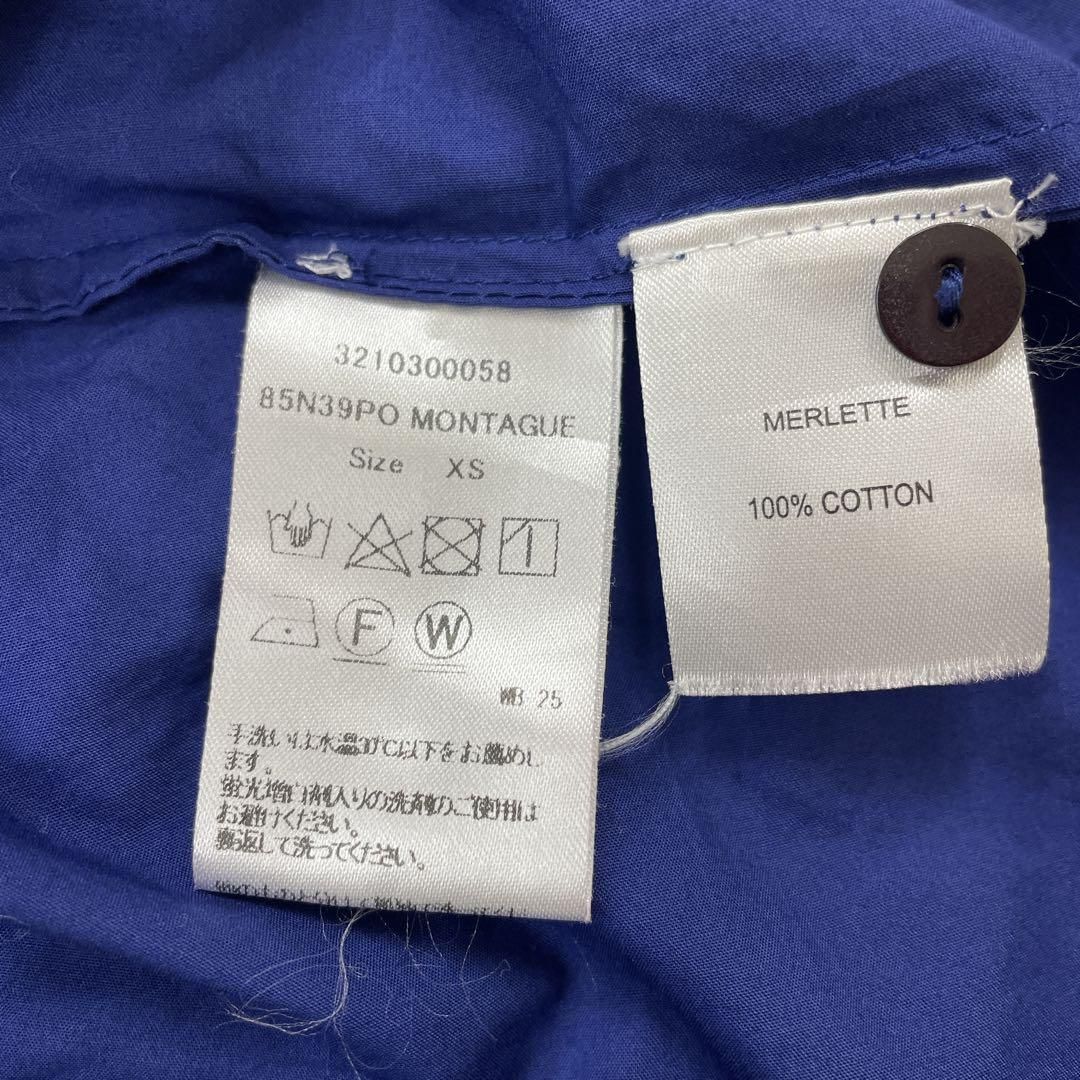 3210300058
85N39PO MONTAGUE
Size XS
F W
WB 25
手洗いは水温30℃以下をお勧めし
ます。
蛍光増白剤入りの洗剤のご使用は
お避けください。
裏返して洗ってください。
MERLETTE
100% COTTON